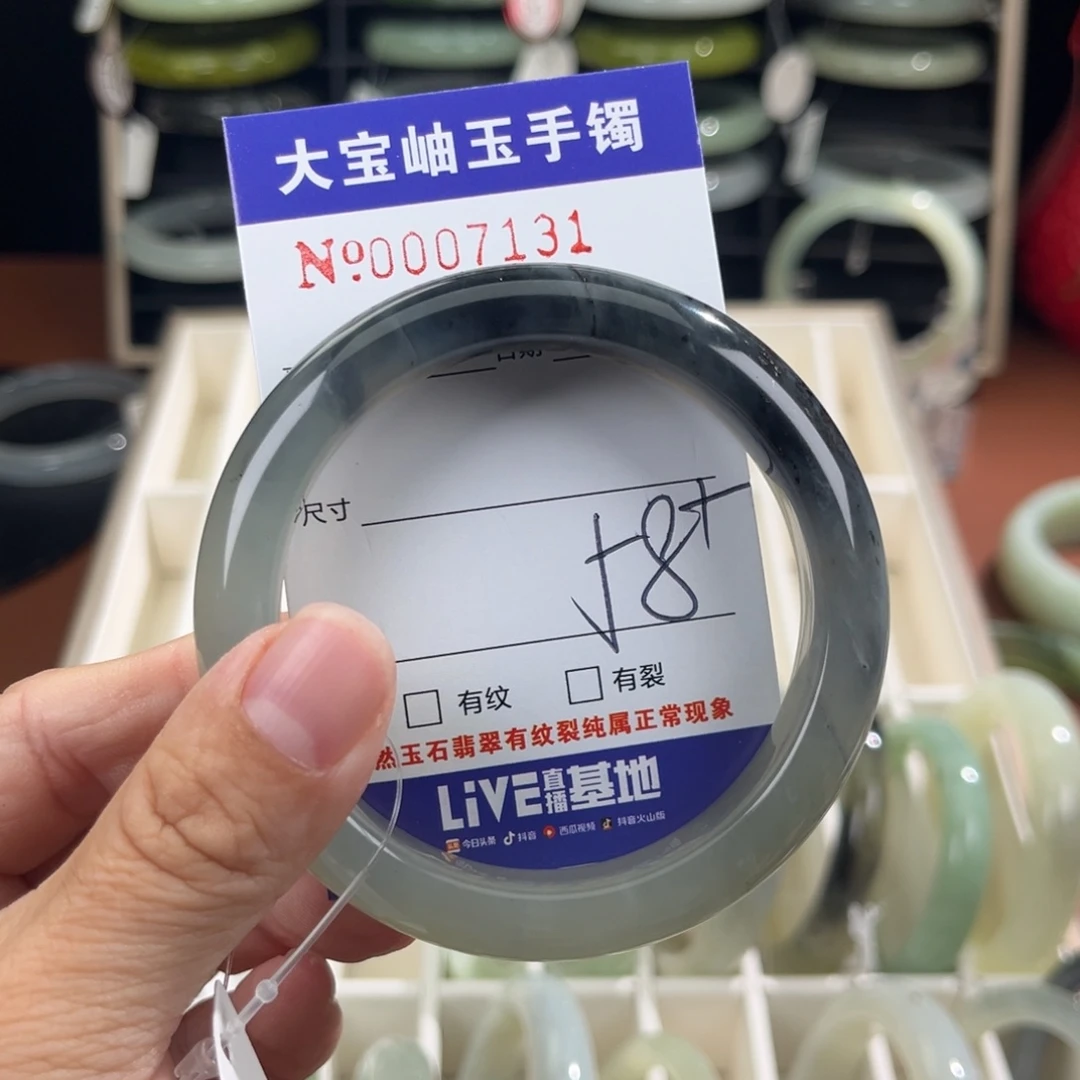 大宝岫玉手镯
№0007131
日期
尺寸
58+
有纹 有裂
然玉石翡翠有纹裂纯属正常现象
LiVE直播基地
今日头条 抖音 西瓜视频 抖音火山版